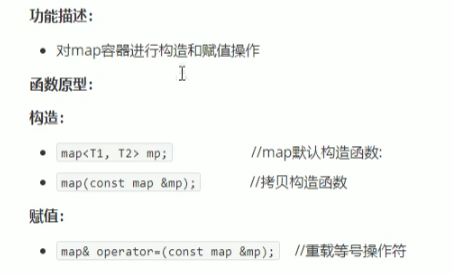 功能描述：
对map容器进行构造和赋值操作
函数原型：
构造：
map<T1, T2> mp; //map默认构造函数:
map(const map &mp); //拷贝构造函数
赋值：
map& operator=(const map &mp); //重载等号操作符